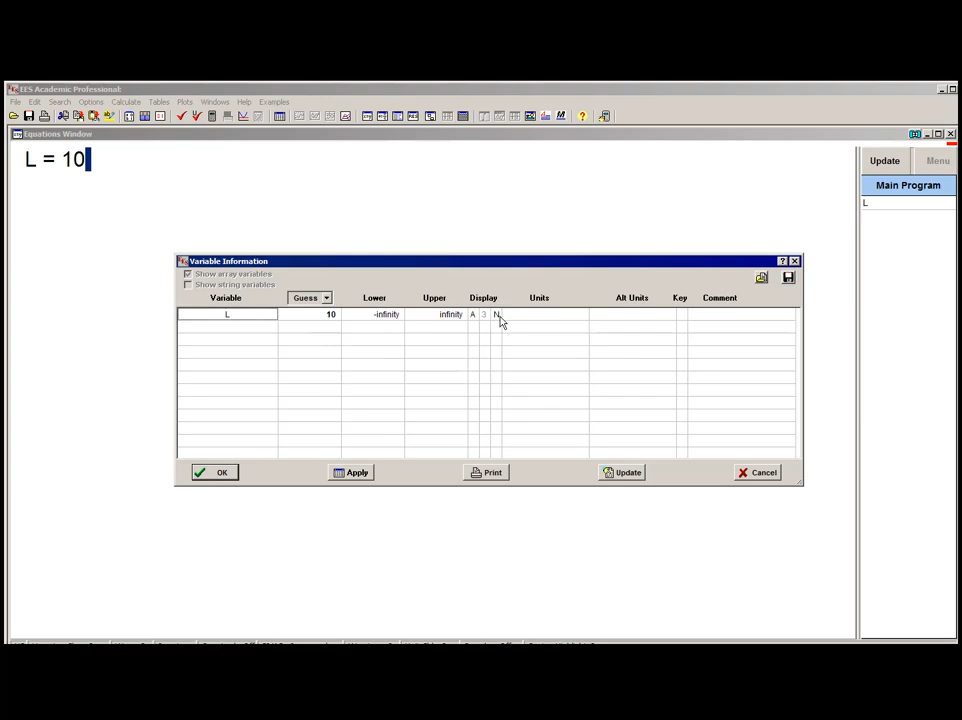 EES Academic Professional:
File Edit Search Options Calculate Tables Plots Windows Help Examples
Equations Window
L = 10
Update Menu
Main Program
L
Variable Information
Show array variables
Show string variables
Variable Guess Lower Upper Display Units Alt Units Key Comment
L 10 -infinity infinity A 3 N
OK Apply Print Update Cancel